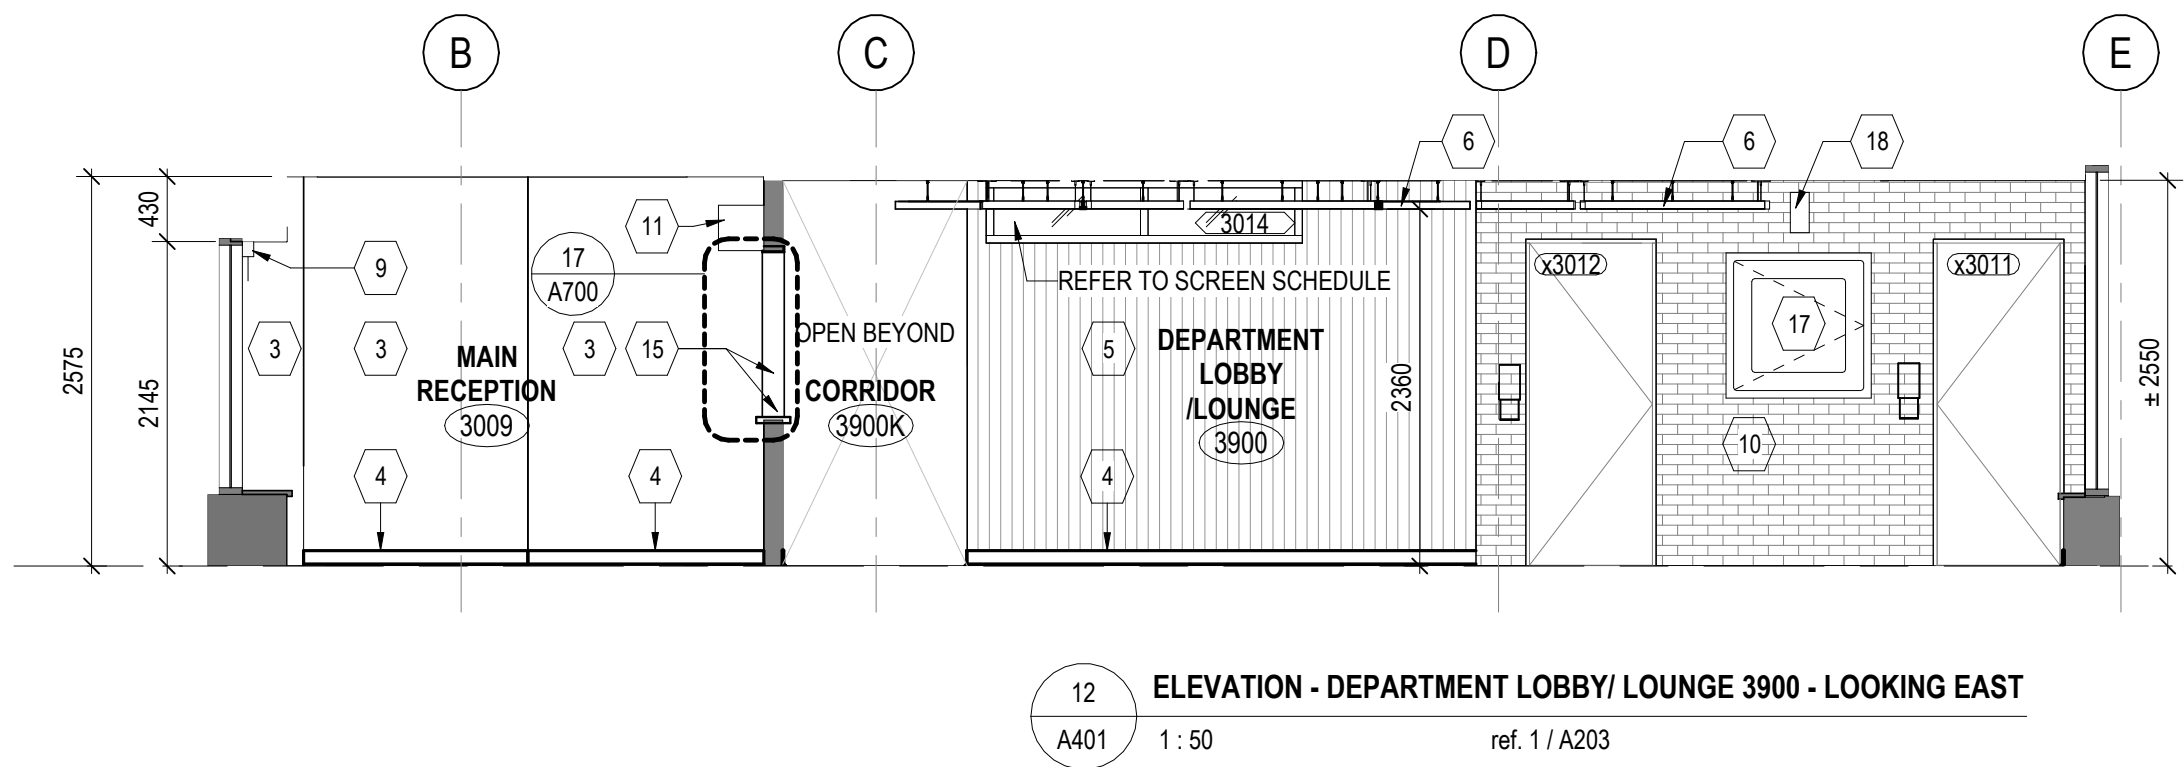 B
C
D
E
6
6
18
430
11
3014
17
A700
9
x3012
x3011
REFER TO SCREEN SCHEDULE
2575
2145
3
3
3
15
OPEN BEYOND
5
17
MAIN
RECEPTION
3009
CORRIDOR
3900K
DEPARTMENT
LOBBY
/LOUNGE
3900
2360
± 2550
10
4
4
4
12
A401
ELEVATION - DEPARTMENT LOBBY/ LOUNGE 3900 - LOOKING EAST
1 : 50
ref. 1 / A203